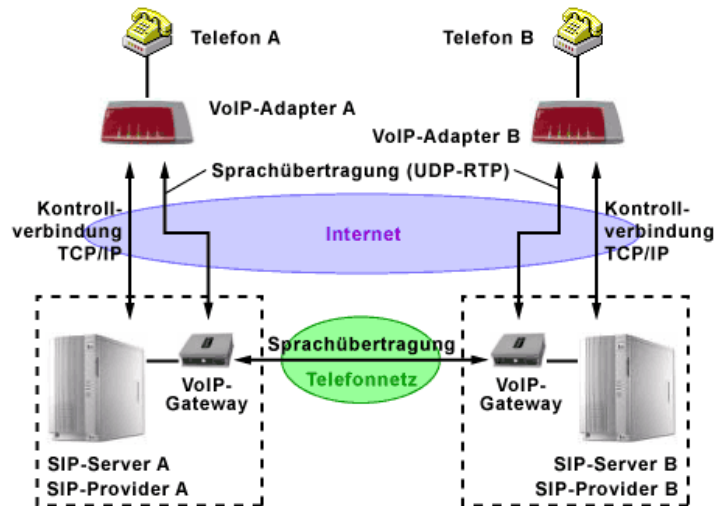 Telefon A
Telefon B
VoIP-Adapter A
VoIP-Adapter B
Sprachübertragung (UDP-RTP)
Kontroll-
verbindung
TCP/IP
Internet
Kontroll-
verbindung
TCP/IP
Sprachübertragung
Telefonnetz
VoIP-
Gateway
VoIP-
Gateway
SIP-Server A
SIP-Provider A
SIP-Server B
SIP-Provider B